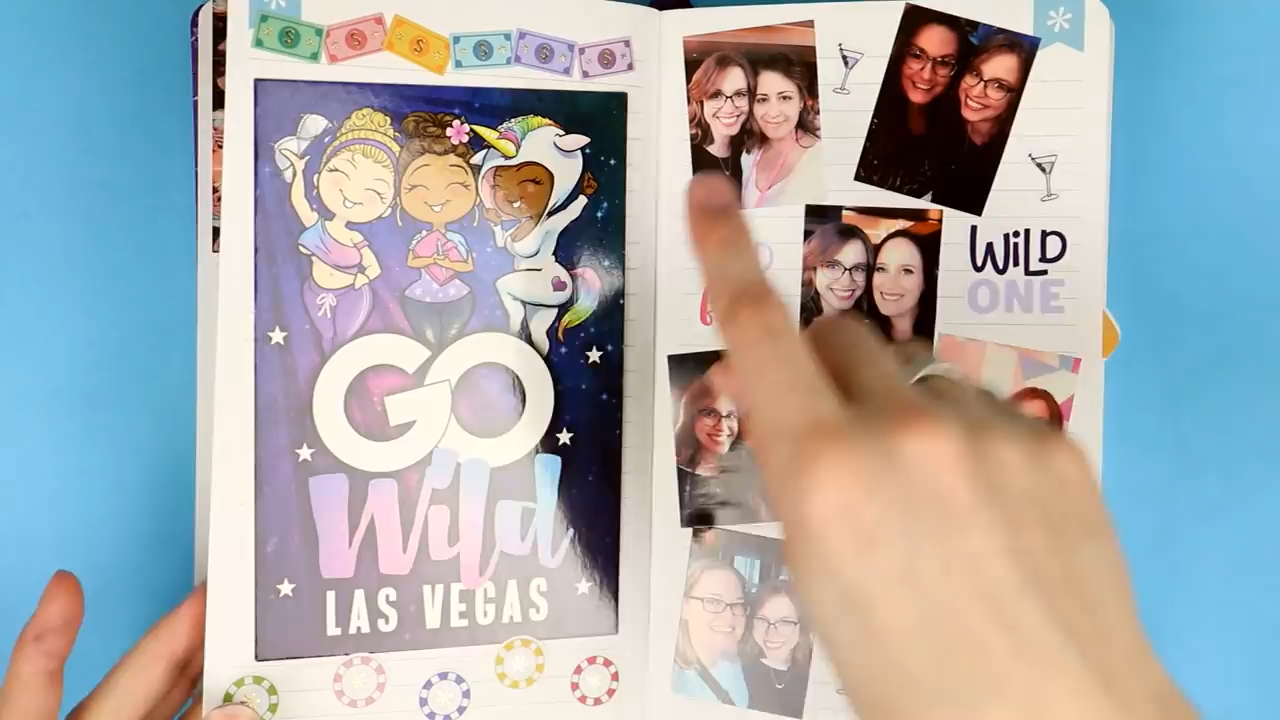 $ $ $ $ $ $
GO
Wild
LAS VEGAS
WiLD
ONE